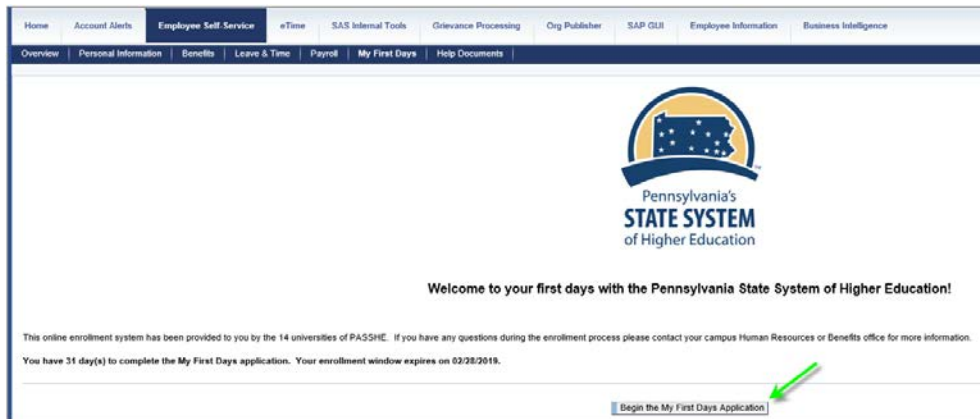 Home Account Alerts Employee Self-Service eTime SAS Internal Tools Grievance Processing Org Publisher SAP GUI Employee Information Business Intelligence
Overview Personal Information Benefits Leave & Time Payroll My First Days Help Documents
Pennsylvania's
STATE SYSTEM
of Higher Education
Welcome to your first days with the Pennsylvania State System of Higher Education!
This online enrollment system has been provided to you by the 14 universities of PASSHE. If you have any questions during the enrollment process please contact your campus Human Resources or Benefits office for more information.
You have 31 day(s) to complete the My First Days application. Your enrollment window expires on 02/28/2019.
Begin the My First Days Application